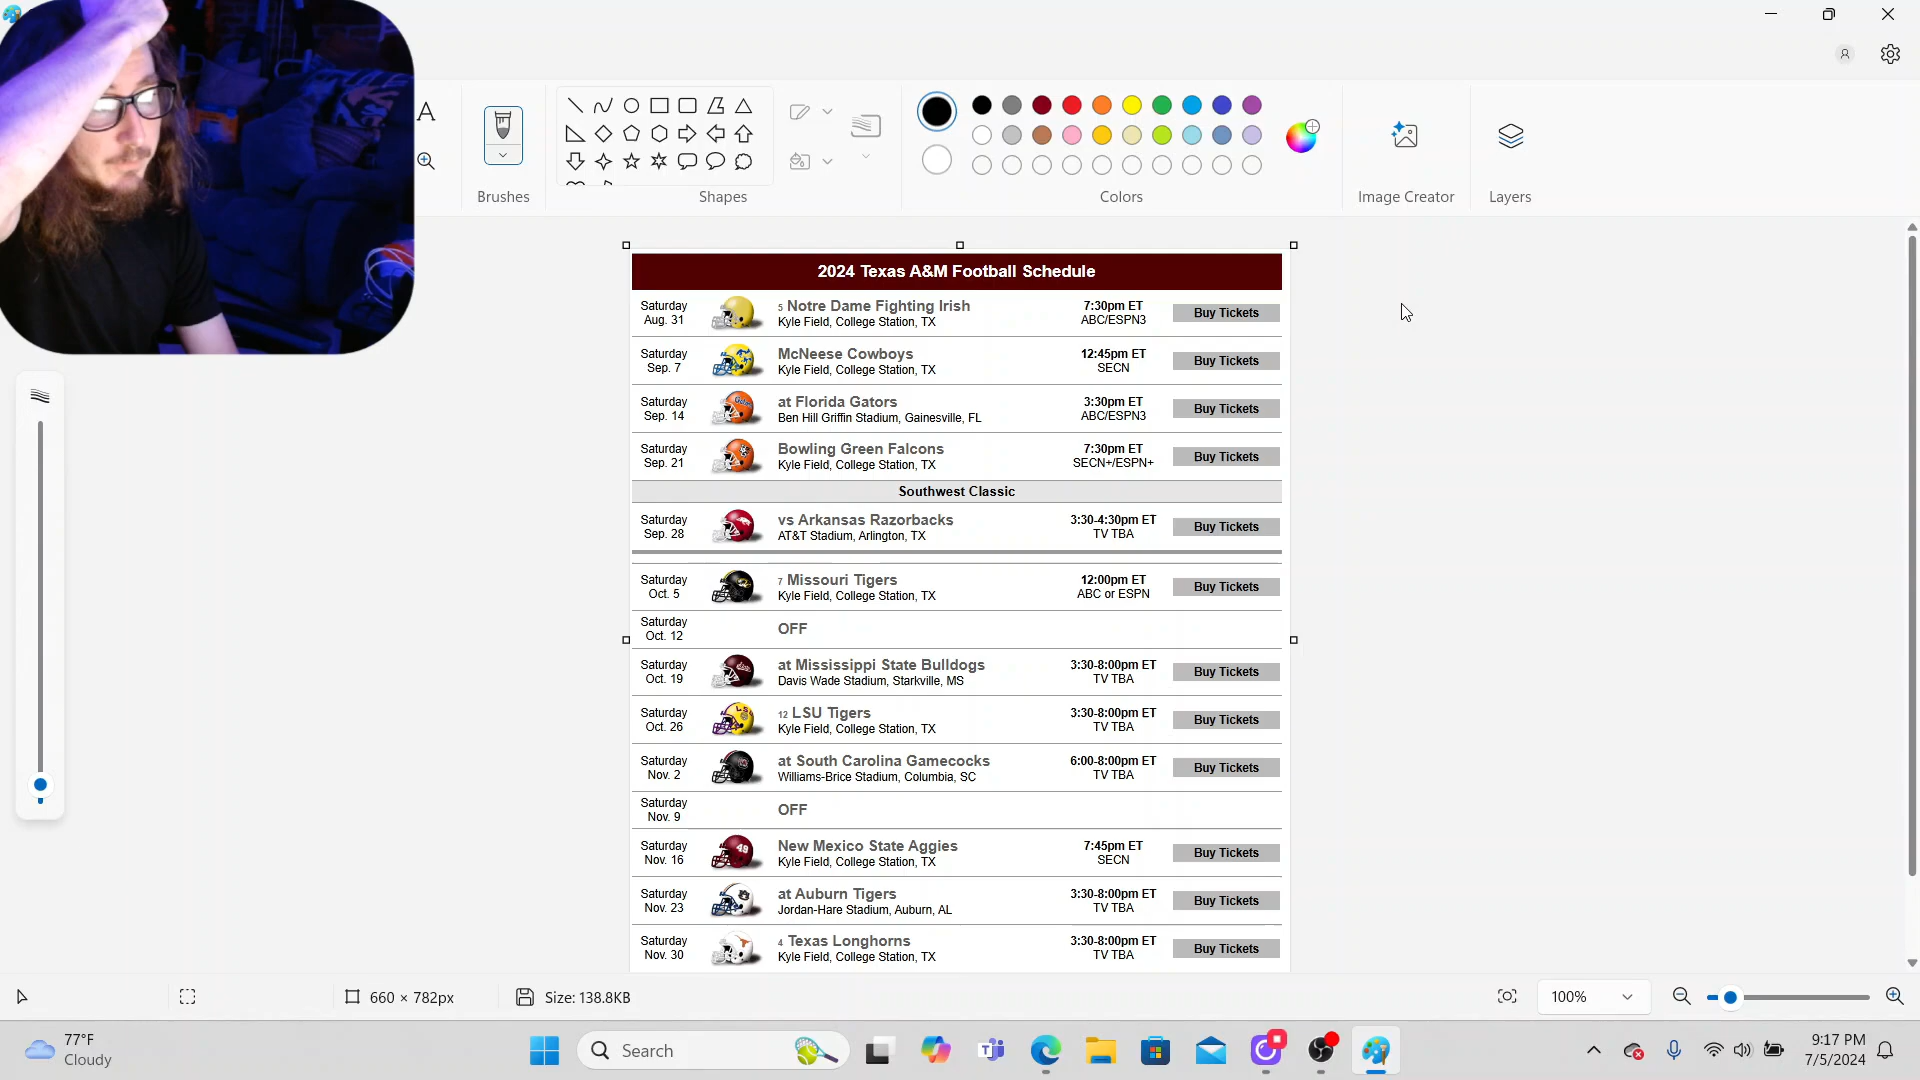 A
Brushes
Shapes
Colors
Image Creator
Layers
2024 Texas A&M Football Schedule
Saturday Aug. 31 5 Notre Dame Fighting Irish Kyle Field, College Station, TX 7:30pm ET ABC/ESPN3 Buy Tickets
Saturday Sep. 7 McNeese Cowboys Kyle Field, College Station, TX 12:45pm ET SECN Buy Tickets
Saturday Sep. 14 at Florida Gators Ben Hill Griffin Stadium, Gainesville, FL 3:30pm ET ABC/ESPN3 Buy Tickets
Saturday Sep. 21 Bowling Green Falcons Kyle Field, College Station, TX 7:30pm ET SECN+/ESPN+ Buy Tickets
Southwest Classic
Saturday Sep. 28 vs Arkansas Razorbacks AT&T Stadium, Arlington, TX 3:30-4:30pm ET TV TBA Buy Tickets
Saturday Oct. 5 7 Missouri Tigers Kyle Field, College Station, TX 12:00pm ET ABC or ESPN Buy Tickets
Saturday Oct. 12 OFF
Saturday Oct. 19 at Mississippi State Bulldogs Davis Wade Stadium, Starkville, MS 3:30-8:00pm ET TV TBA Buy Tickets
Saturday Oct. 26 12 LSU Tigers Kyle Field, College Station, TX 3:30-8:00pm ET TV TBA Buy Tickets
Saturday Nov. 2 at South Carolina Gamecocks Williams-Brice Stadium, Columbia, SC 6:00-8:00pm ET TV TBA Buy Tickets
Saturday Nov. 9 OFF
Saturday Nov. 16 New Mexico State Aggies Kyle Field, College Station, TX 7:45pm ET SECN Buy Tickets
Saturday Nov. 23 at Auburn Tigers Jordan-Hare Stadium, Auburn, AL 3:30-8:00pm ET TV TBA Buy Tickets
Saturday Nov. 30 4 Texas Longhorns Kyle Field, College Station, TX 3:30-8:00pm ET TV TBA Buy Tickets
660 × 782px Size: 138.8KB 100%
77°F
Cloudy
Search
9:17 PM
7/5/2024